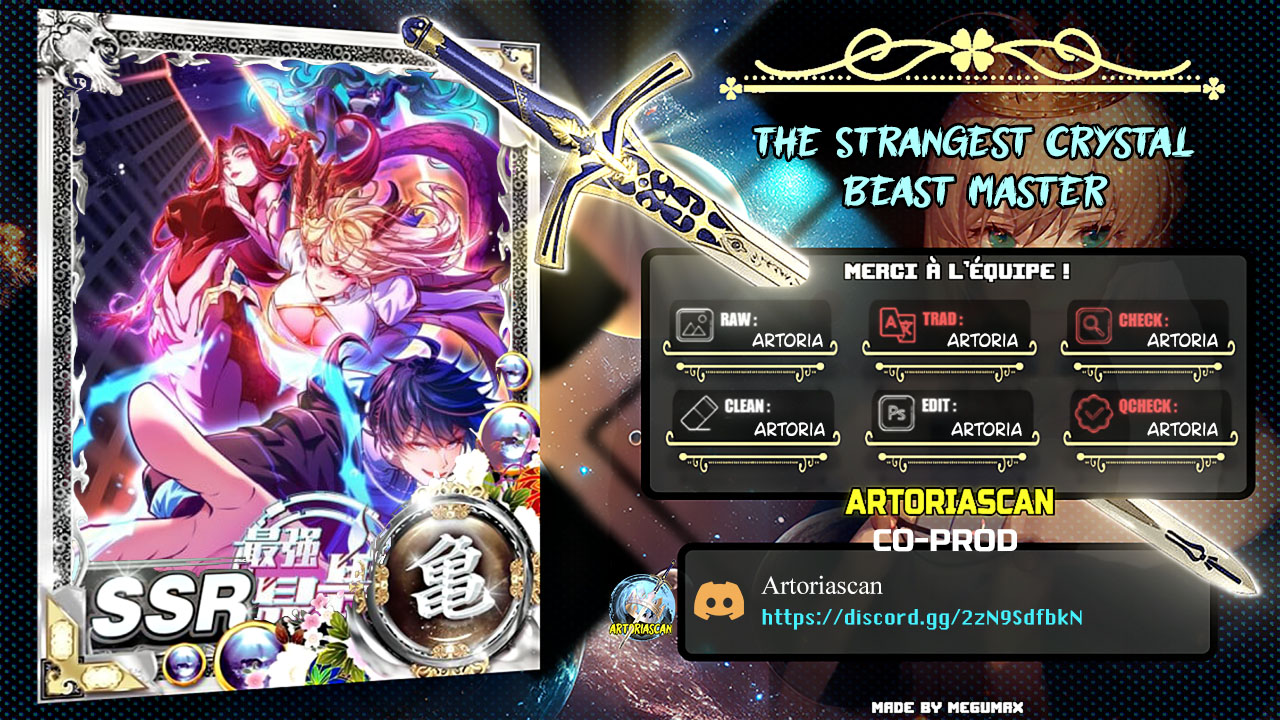 THE STRANGEST CRYSTAL
BEAST MASTER
MERCI À L'ÉQUIPE !
RAW :
ARTORIA
TRAD :
ARTORIA
CHECK :
ARTORIA
CLEAN :
ARTORIA
Ps
EDIT :
ARTORIA
QCHECK :
ARTORIA
ARTORIASCAN
CO-PROD
Artoriascan
https://discord.gg/2zN9SdfbkN
ARTORIASCAN
MADE BY MEGUMAX
最强
SSR
亀